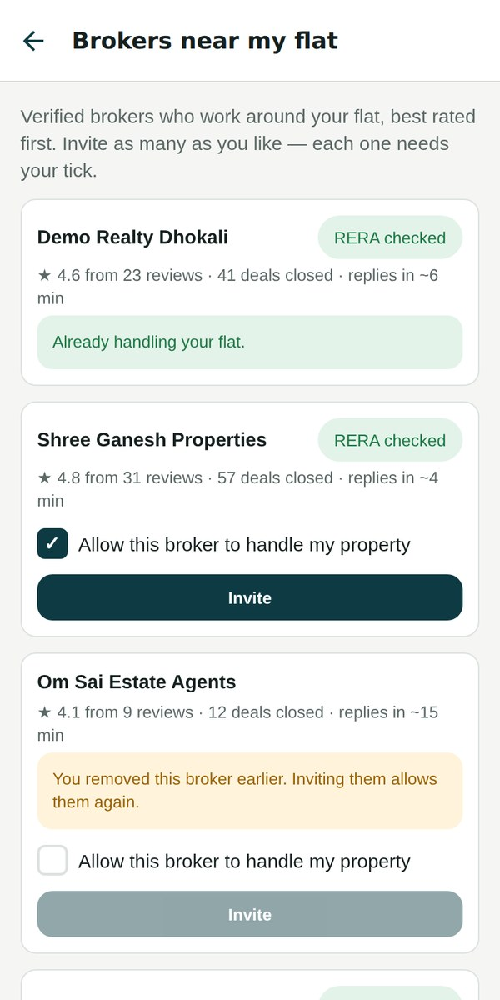 Brokers near my flat
Verified brokers who work around your flat, best rated
first. Invite as many as you like — each one needs
your tick.
Demo Realty Dhokali
RERA checked
★ 4.6 from 23 reviews · 41 deals closed · replies in ~6
min
Already handling your flat.
Shree Ganesh Properties
RERA checked
★ 4.8 from 31 reviews · 57 deals closed · replies in ~4
min
Allow this broker to handle my property
Invite
Om Sai Estate Agents
★ 4.1 from 9 reviews · 12 deals closed · replies in ~15
min
You removed this broker earlier. Inviting them allows
them again.
Allow this broker to handle my property
Invite